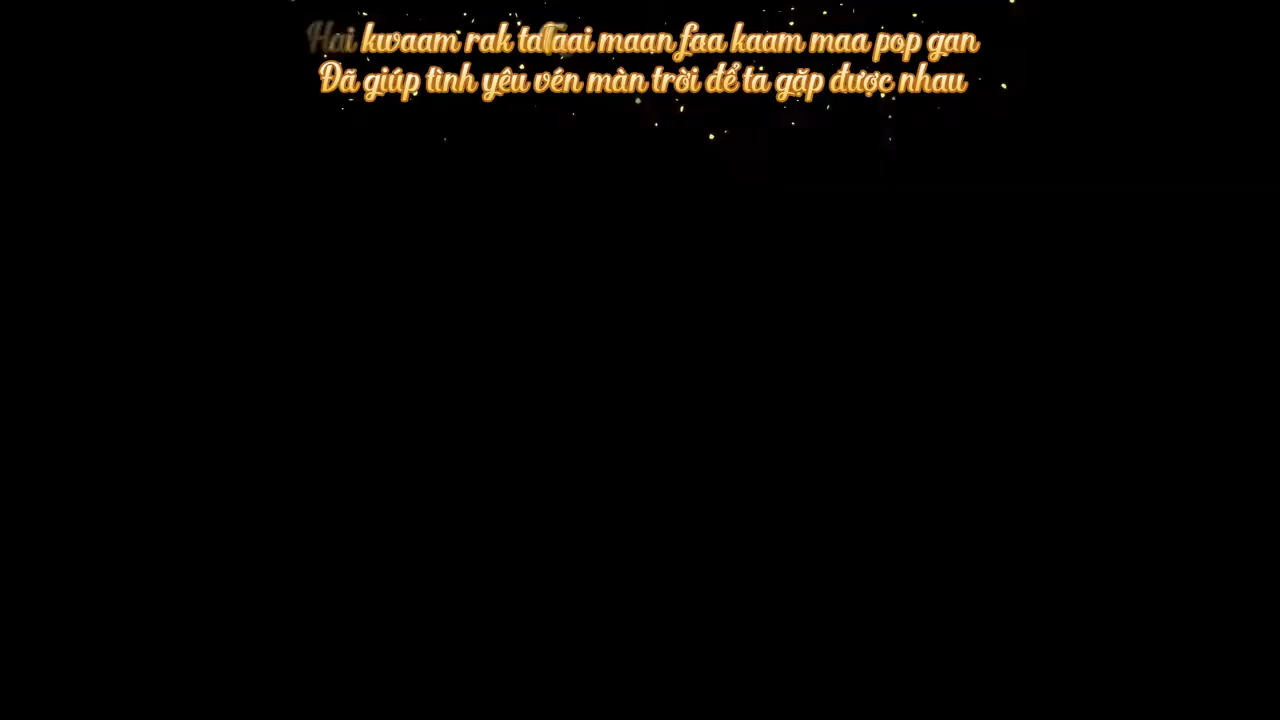 Hai kwaam rak talaai maan faa kaam maa pop gan
Đã giúp tình yêu vén màn trời để ta gặp được nhau